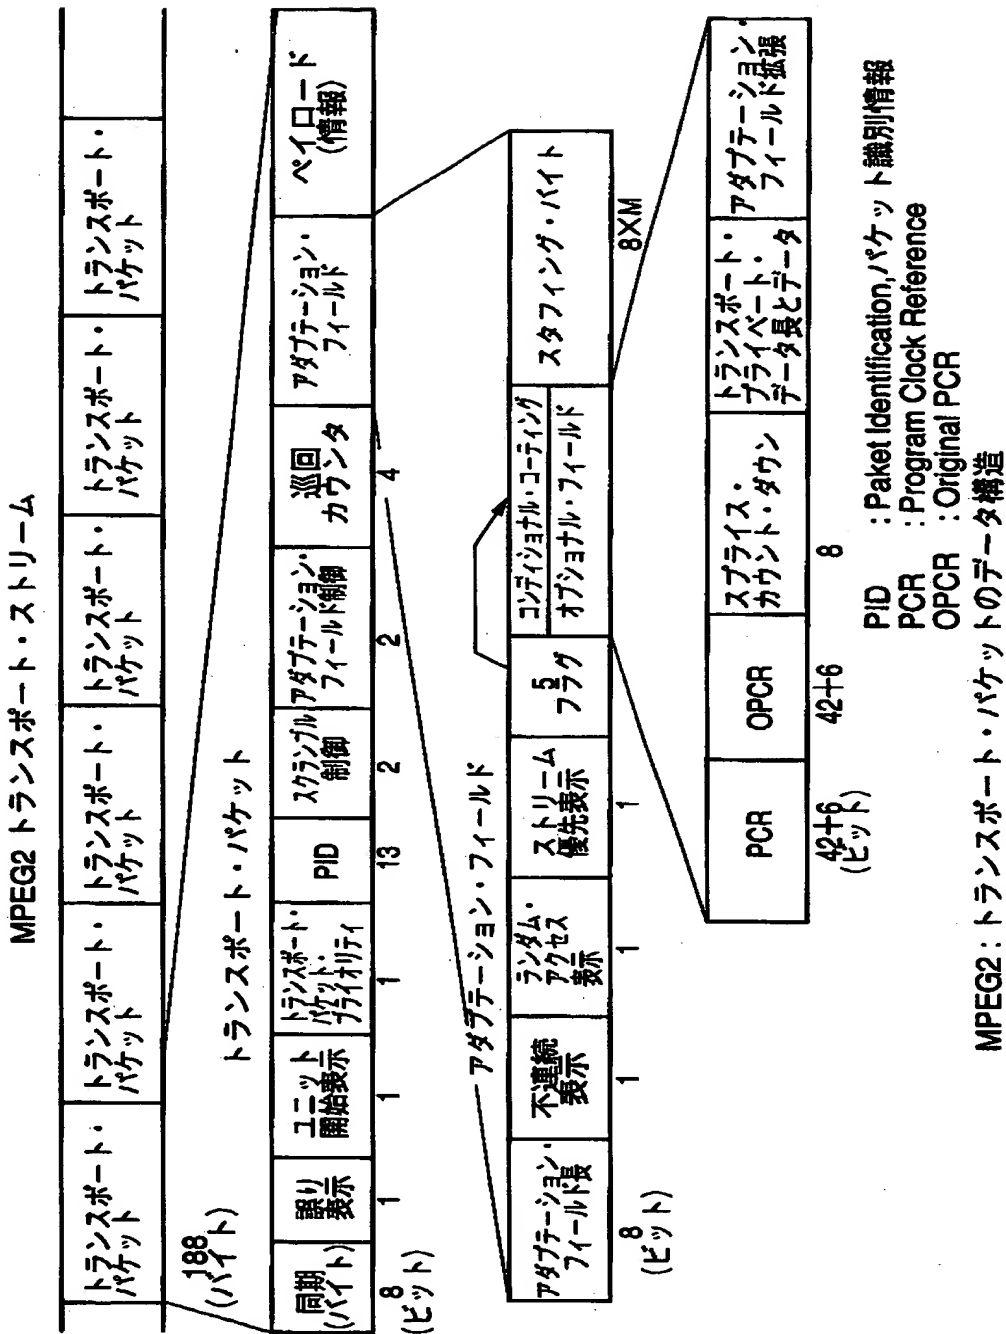 MPEG2 トランスポート・ストリーム
トランスポート・
パケット
トランスポート・
パケット
トランスポート・
パケット
トランスポート・
パケット
トランスポート・
パケット
トランスポート・
パケット
188
(バイト)
トランスポート・パケット
同期
(バイト)
誤り
表示
ユニット
開始表示
トランスポート・
パケット・
プライオリティ
PID
スクランブル
制御
アダプテーション・
フィールド制御
巡回
カウンタ
アダプテーション・
フィールド
ペイロード
(情報)
8
(ビット)
1
1
1
13
2
2
4
アダプテーション・フィールド
アダプテーション・
フィールド長
不連続
表示
ランダム・
アクセス
表示
ストリーム
優先表示
5
フラグ
コンディショナル・コーティング
オプショナル・フィールド
スタフィング・バイト
8
(ビット)
1
1
1
8XM
PCR
OPCR
スプライス・
カウント・ダウン
トランスポート・
プライベート・
データ長とデータ
アダプテーション・
フィールド拡張
42+6
(ビット)
42+6
8
PID : Paket Identification,パケット識別情報
PCR : Program Clock Reference
OPCR : Original PCR
MPEG2:トランスポート・パケットのデータ構造